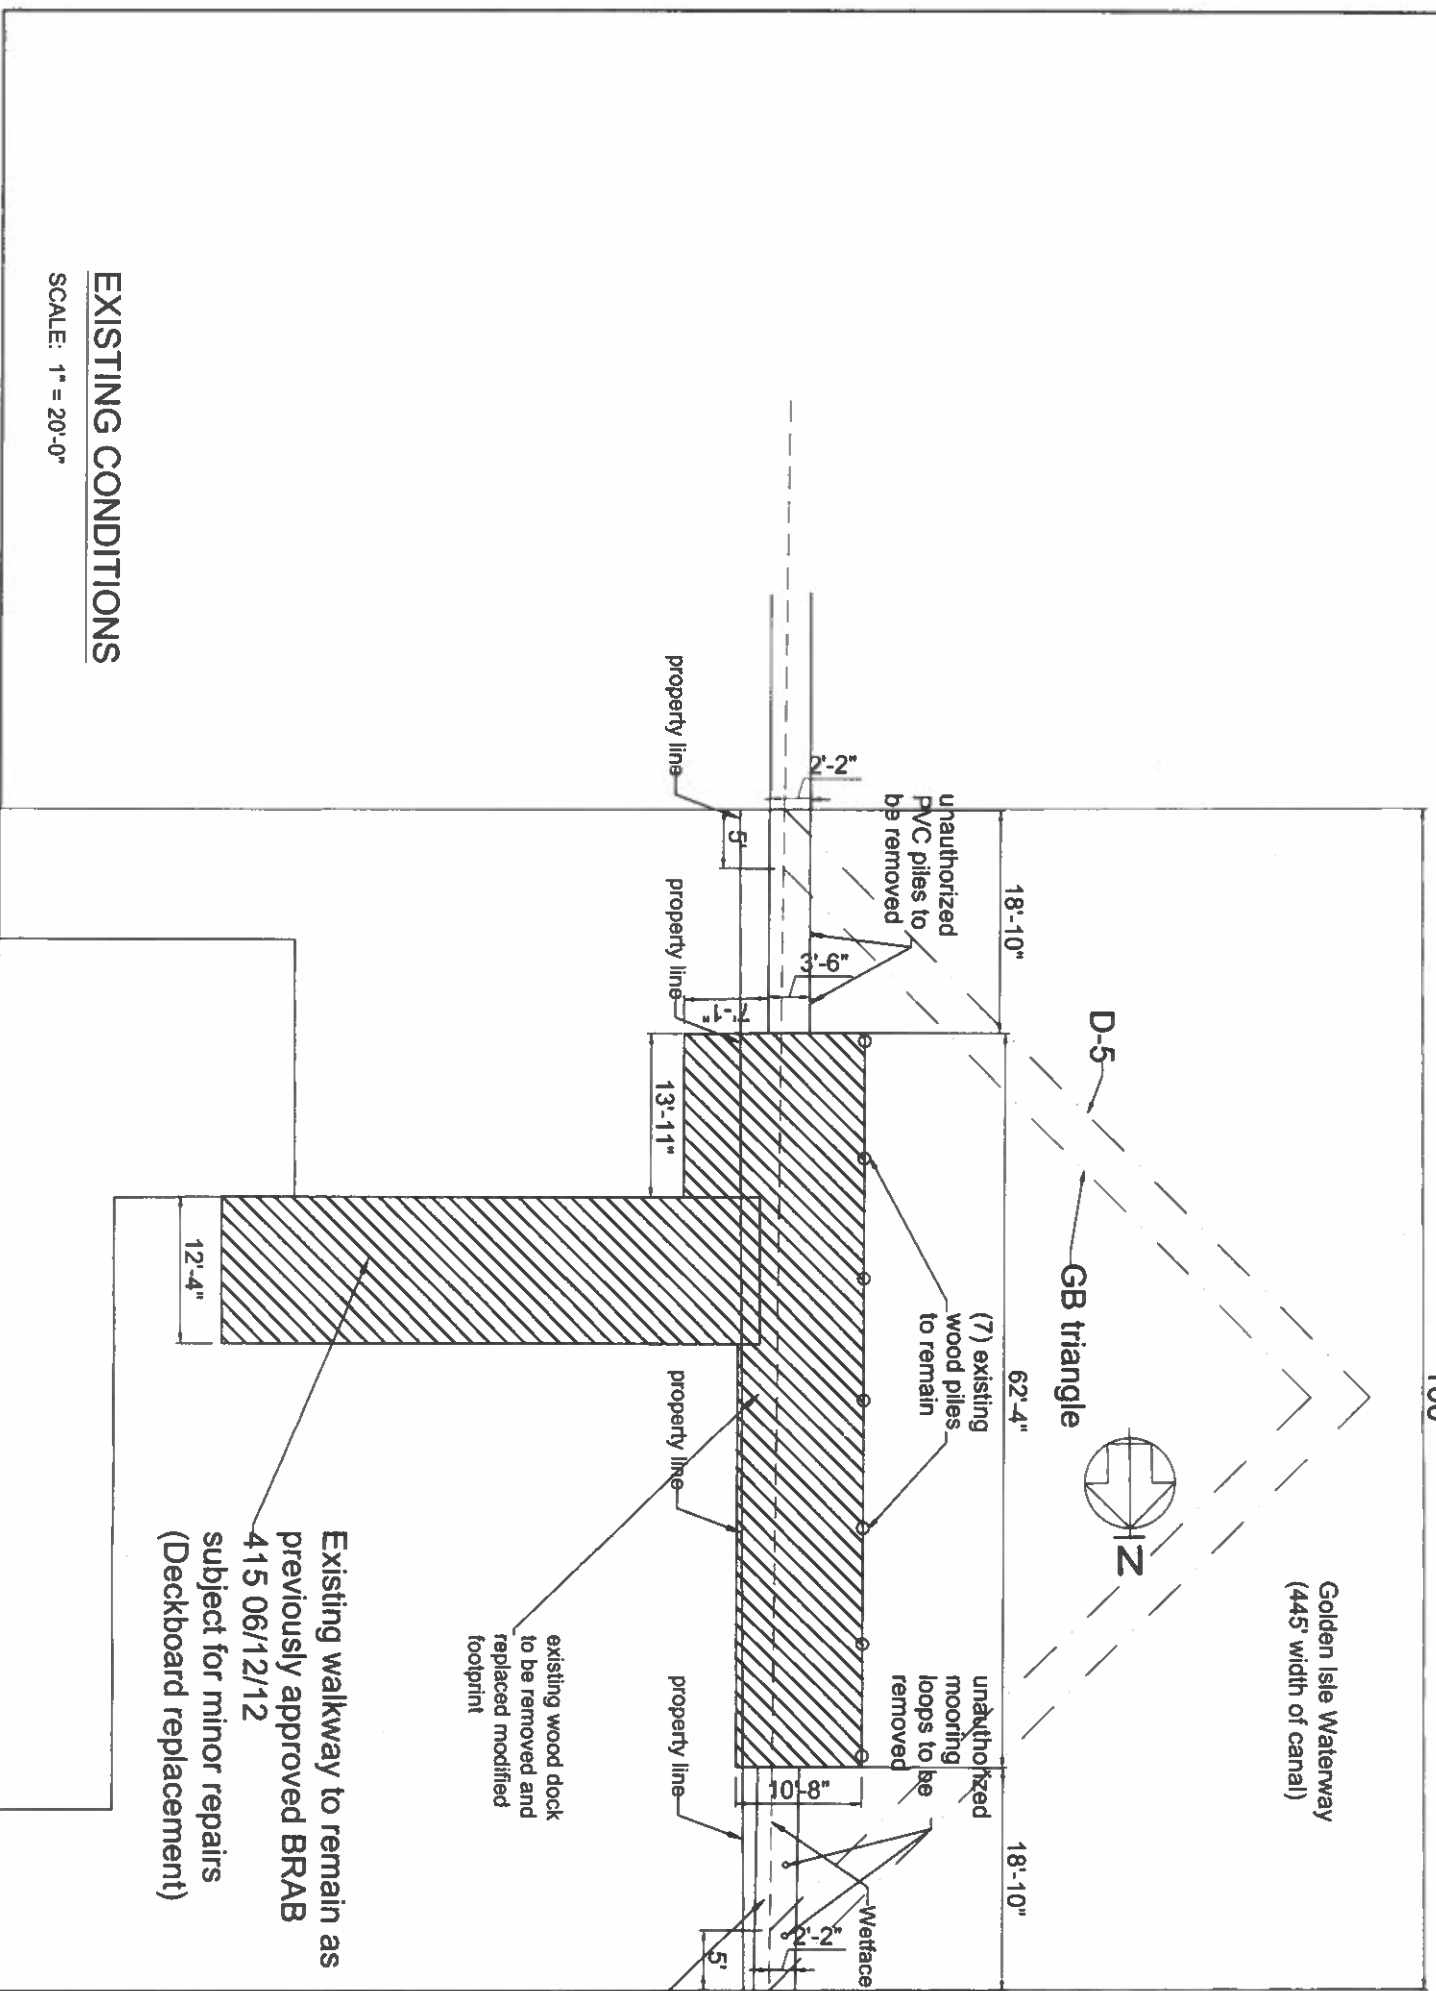 100'
Golden Isle Waterway
(445' width of canal)
D-5
GB triangle
N
18'-10"
62'-4"
18'-10"
unauthorized
PVC piles to
be removed
(7) existing
wood piles
to remain
unauthorized
mooring
loops to be
removed
2'-2"
3'-6"
5'
7'-1"
10'-8"
Wetface
2'-2"
5'
property line
property line
property line
property line
13'-11"
12'-4"
existing wood dock
to be removed and
replaced modified
footprint
Existing walkway to remain as
previously approved BRAB
415 06/12/12
subject for minor repairs
(Deckboard replacement)
EXISTING CONDITIONS
SCALE: 1" = 20'-0"